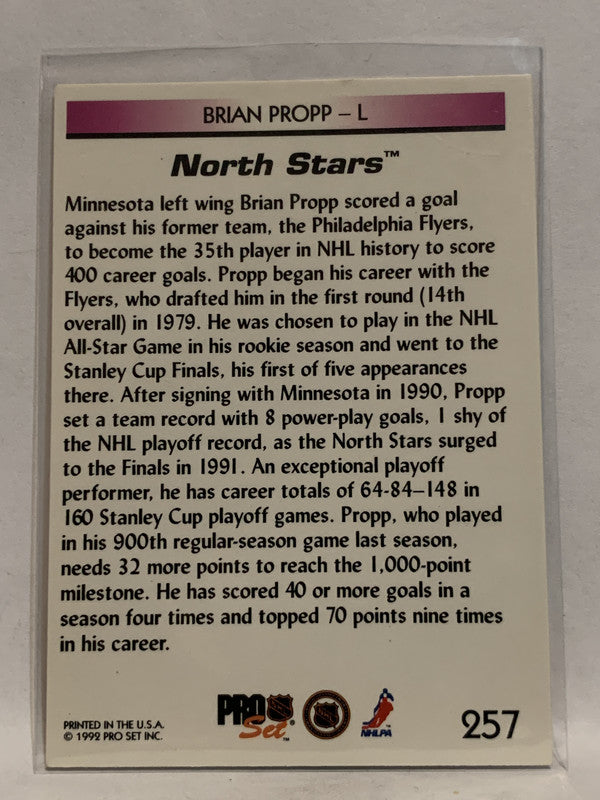 BRIAN PROPP – L
North Stars™
Minnesota left wing Brian Propp scored a goal
against his former team, the Philadelphia Flyers,
to become the 35th player in NHL history to score
400 career goals. Propp began his career with the
Flyers, who drafted him in the first round (14th
overall) in 1979. He was chosen to play in the NHL
All-Star Game in his rookie season and went to the
Stanley Cup Finals, his first of five appearances
there. After signing with Minnesota in 1990, Propp
set a team record with 8 power-play goals, 1 shy of
the NHL playoff record, as the North Stars surged
to the Finals in 1991. An exceptional playoff
performer, he has career totals of 64-84–148 in
160 Stanley Cup playoff games. Propp, who played
in his 900th regular-season game last season,
needs 32 more points to reach the 1,000-point
milestone. He has scored 40 or more goals in a
season four times and topped 70 points nine times
in his career.
PRINTED IN THE U.S.A.
© 1992 PRO SET INC.
PRO Set®
NHLPA
257